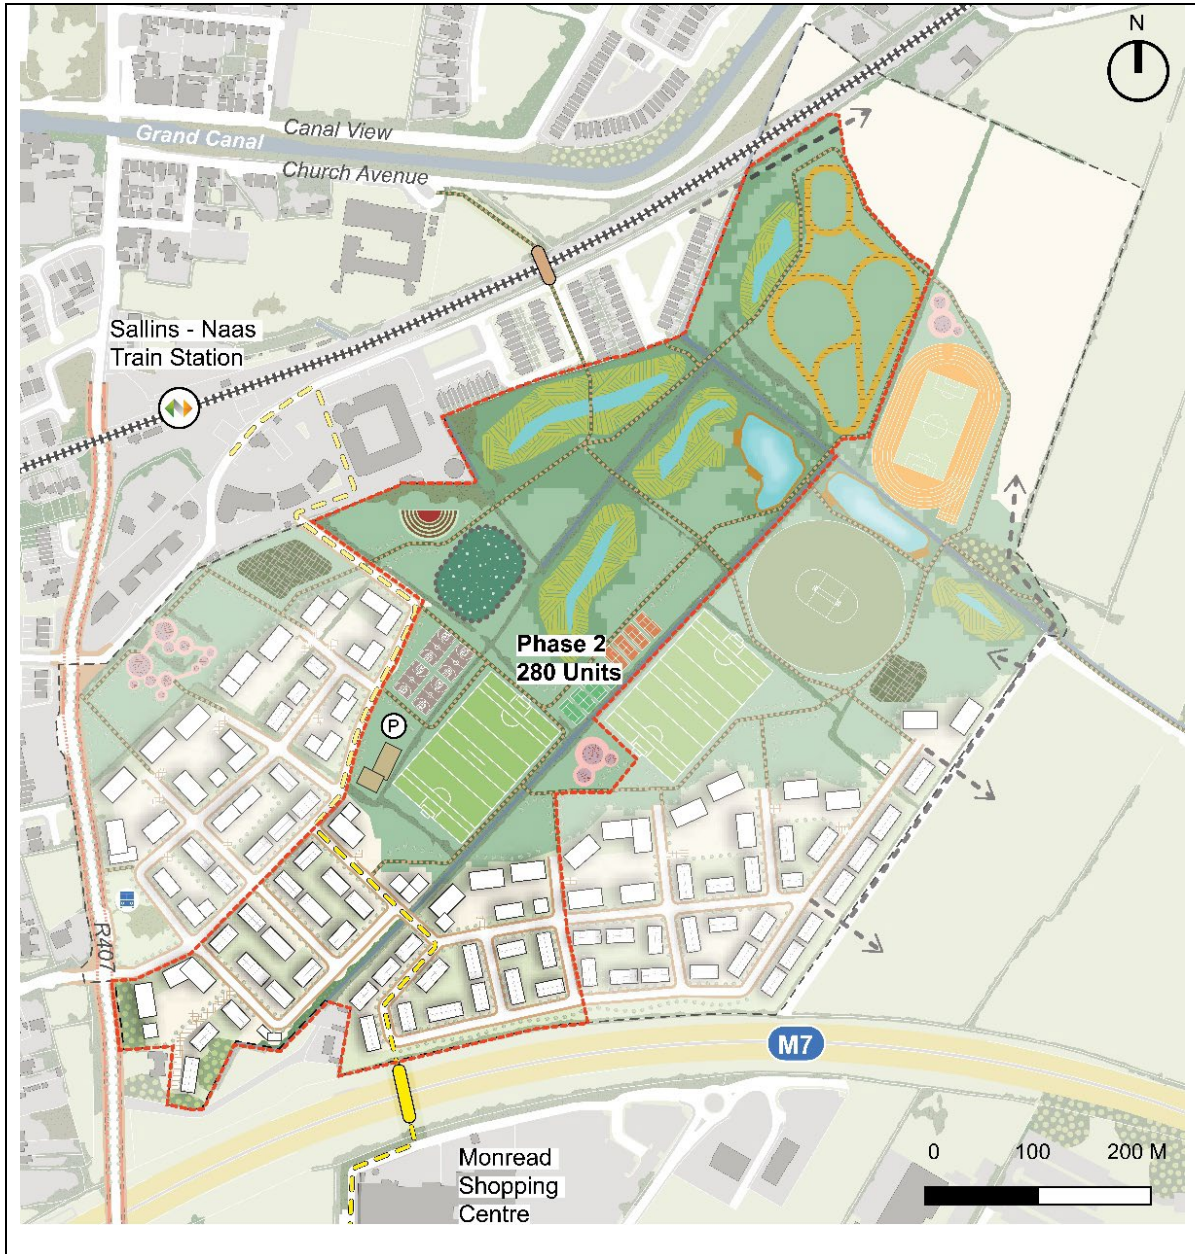 N
Canal View
Grand Canal
Church Avenue
Sallins - Naas
Train Station
Phase 2
280 Units
P
R407
M7
0 100 200 M
Monread
Shopping
Centre